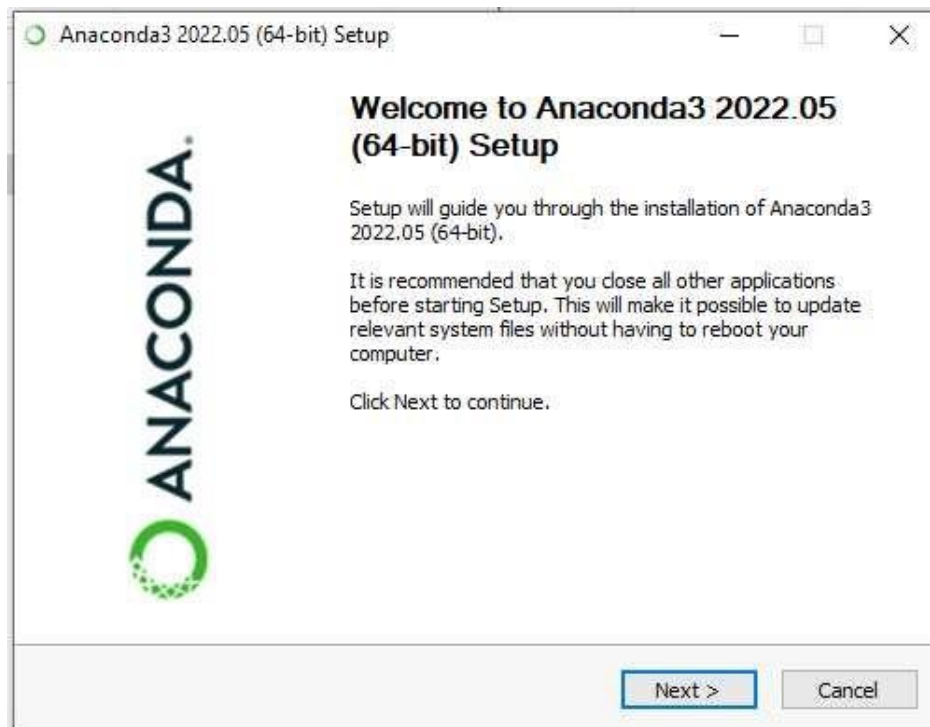 Anaconda3 2022.05 (64-bit) Setup
ANACONDA.
Welcome to Anaconda3 2022.05
(64-bit) Setup
Setup will guide you through the installation of Anaconda3
2022.05 (64-bit).
It is recommended that you close all other applications
before starting Setup. This will make it possible to update
relevant system files without having to reboot your
computer.
Click Next to continue.
Next >
Cancel